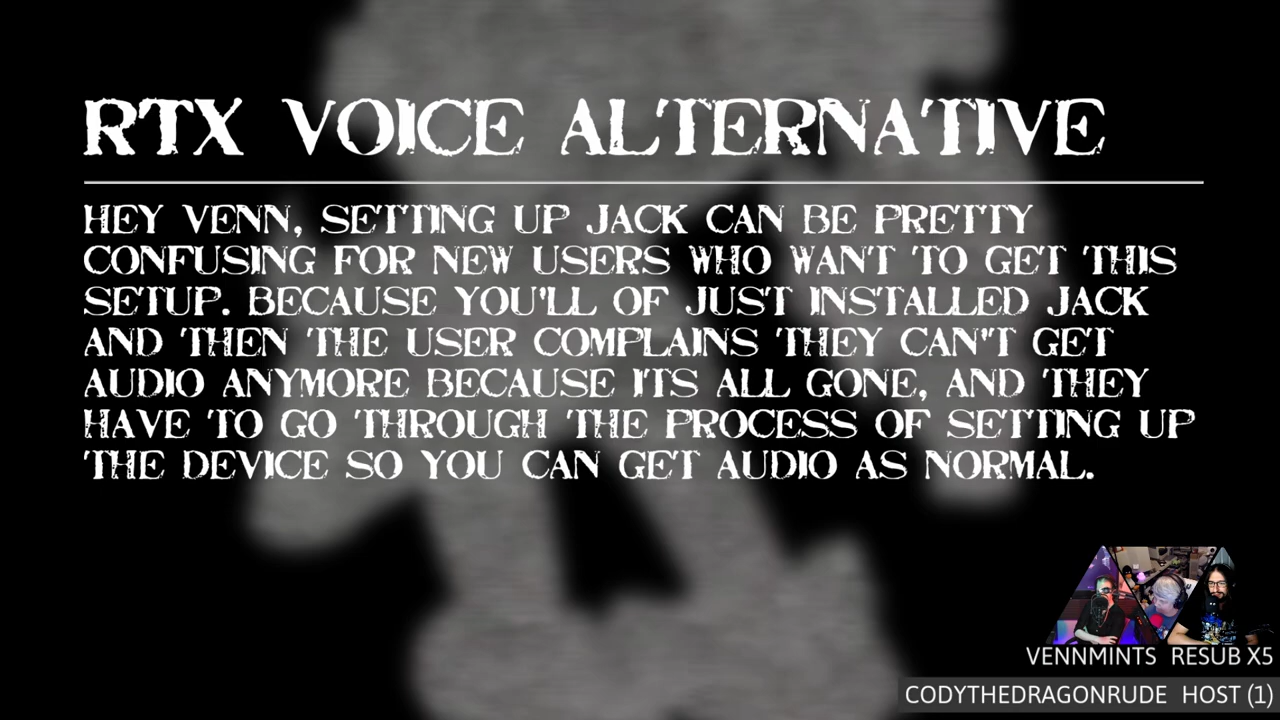 RTX VOICE ALTERNATIVE
HEY VENN, SETTING UP JACK CAN BE PRETTY
CONFUSING FOR NEW USERS WHO WANT TO GET THIS
SETUP. BECAUSE YOU'LL OF JUST INSTALLED JACK
AND THEN THE USER COMPLAINS THEY CAN'T GET
AUDIO ANYMORE BECAUSE ITS ALL GONE, AND THEY
HAVE TO GO THROUGH THE PROCESS OF SETTING UP
THE DEVICE SO YOU CAN GET AUDIO AS NORMAL.
VENNMINTS RESUB X5
CODYTHEDRAGONRUDE HOST (1)